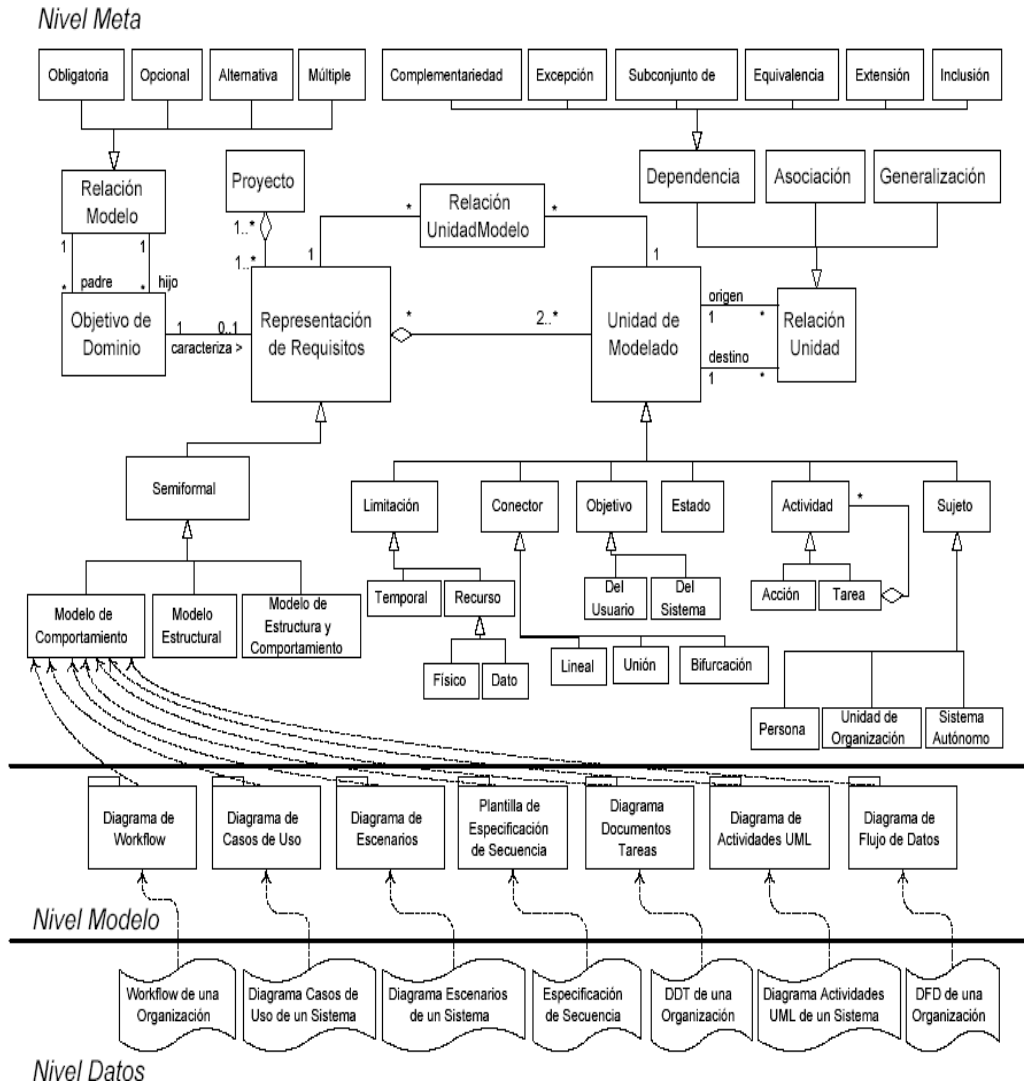 Nivel Meta
Obligatoria
Opcional
Alternativa
Múltiple
Complementariedad
Excepción
Subconjunto de
Equivalencia
Extensión
Inclusión
Relación
Modelo
Proyecto
Relación
UnidadModelo
Dependencia
Asociación
Generalización
1..*
1..*
*
*
1
1
1
1
*
padre
*
hijo
Objetivo de
Dominio
1
0..1
caracteriza >
Representación
de Requisitos
*
2..*
Unidad de
Modelado
origen
1
*
destino
1
*
Relación
Unidad
Semiformal
Limitación
Conector
Objetivo
Estado
Actividad
*
Sujeto
Temporal
Recurso
Del
Usuario
Del
Sistema
Acción
Tarea
Modelo de
Comportamiento
Modelo
Estructural
Modelo de
Estructura y
Comportamiento
Físico
Dato
Lineal
Unión
Bifurcación
Persona
Unidad de
Organización
Sistema
Autónomo
Diagrama de
Workflow
Diagrama de
Casos de Uso
Diagrama de
Escenarios
Plantilla de
Especificación
de Secuencia
Diagrama
Documentos
Tareas
Diagrama de
Actividades UML
Diagrama de
Flujo de Datos
Nivel Modelo
Workflow de una
Organización
Diagrama Casos de
Uso de un Sistema
Diagrama Escenarios
de un Sistema
Especificación
de Secuencia
DDT de una
Organización
Diagrama Actividades
UML de un Sistema
DFD de una
Organización
Nivel Datos